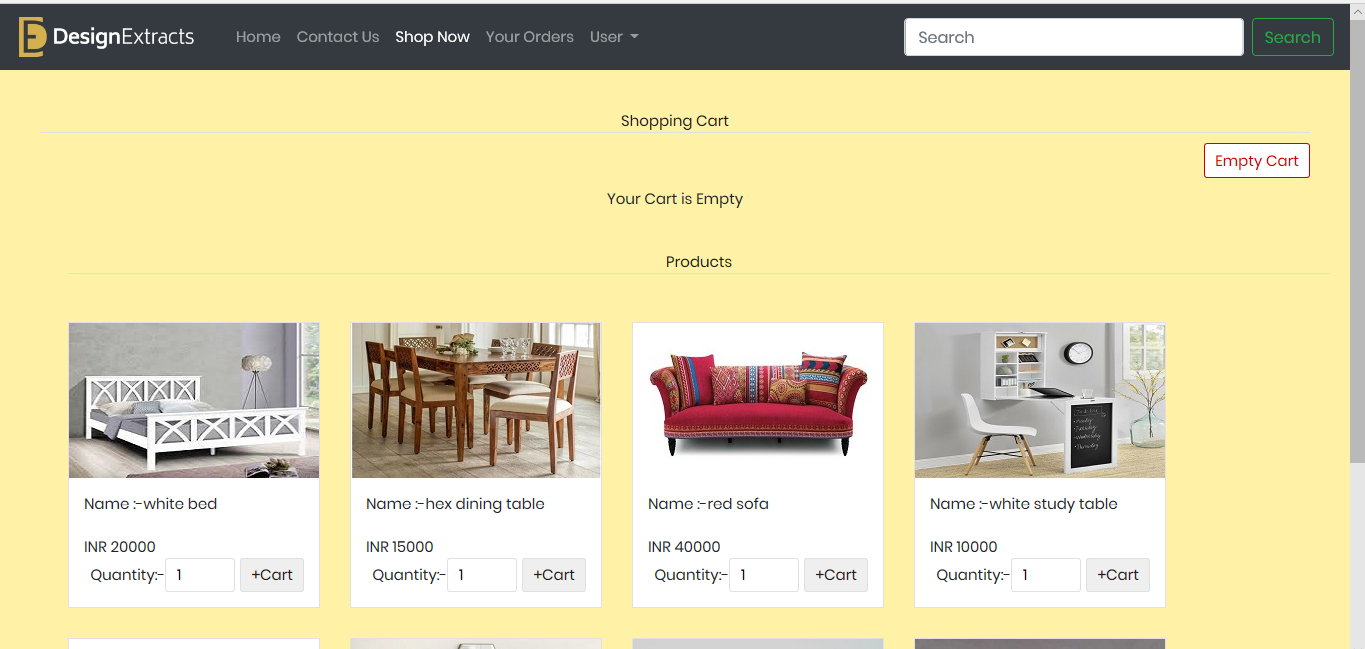 DesignExtracts Home Contact Us Shop Now Your Orders User Search Search
Shopping Cart
Empty Cart
Your Cart is Empty
Products
Name :-white bed
INR 20000
Quantity:- 1 +Cart
Name :-hex dining table
INR 15000
Quantity:- 1 +Cart
Name :-red sofa
INR 40000
Quantity:- 1 +Cart
Name :-white study table
INR 10000
Quantity:- 1 +Cart